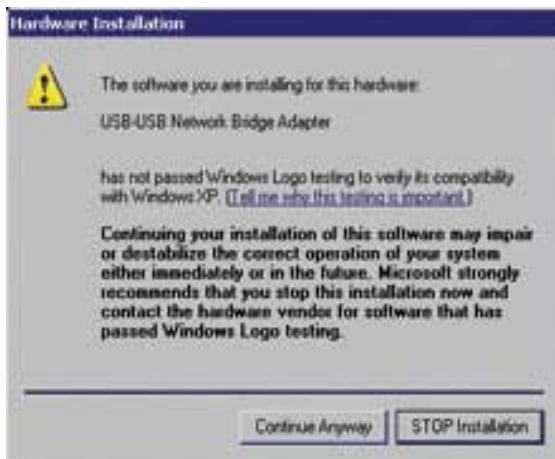 Hardware Installation
The software you are installing for this hardware:
USB-USB Network Bridge Adapter
has not passed Windows Logo testing to verify its compatibility
with Windows XP. (Tell me why this testing is important.)
Continuing your installation of this software may impair
or destabilize the correct operation of your system
either immediately or in the future. Microsoft strongly
recommends that you stop this installation now and
contact the hardware vendor for software that has
passed Windows Logo testing.
Continue Anyway
STOP Installation